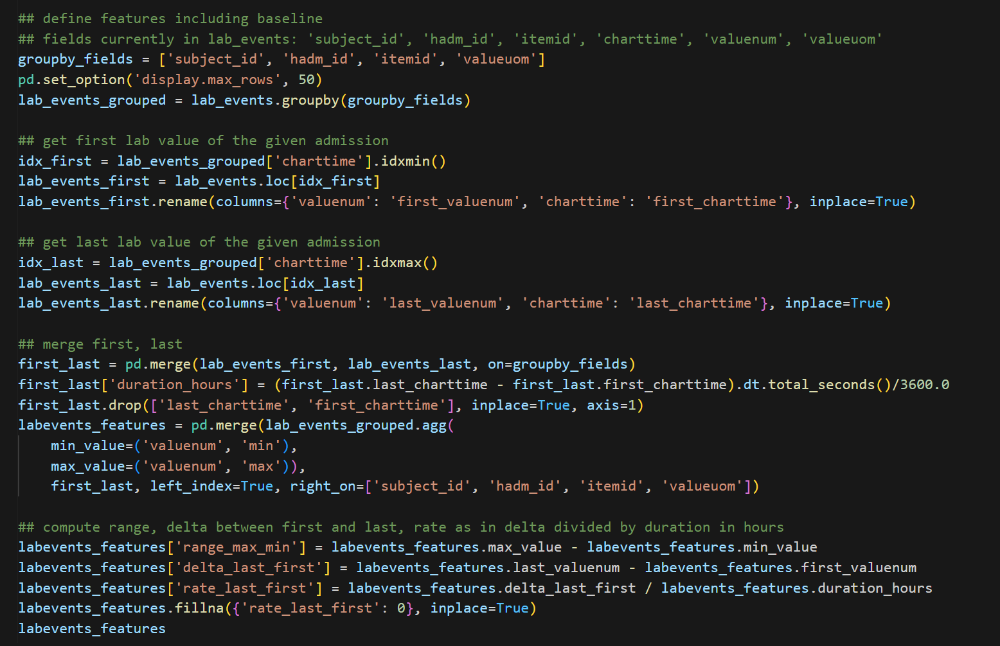 ## define features including baseline
## fields currently in lab_events: 'subject_id', 'hadm_id', 'itemid', 'charttime', 'valuenum', 'valueuom'
groupby_fields = ['subject_id', 'hadm_id', 'itemid', 'valueuom']
pd.set_option('display.max_rows', 50)
lab_events_grouped = lab_events.groupby(groupby_fields)

## get first lab value of the given admission
idx_first = lab_events_grouped['charttime'].idxmin()
lab_events_first = lab_events.loc[idx_first]
lab_events_first.rename(columns={'valuenum': 'first_valuenum', 'charttime': 'first_charttime'}, inplace=True)

## get last lab value of the given admission
idx_last = lab_events_grouped['charttime'].idxmax()
lab_events_last = lab_events.loc[idx_last]
lab_events_last.rename(columns={'valuenum': 'last_valuenum', 'charttime': 'last_charttime'}, inplace=True)

## merge first, last
first_last = pd.merge(lab_events_first, lab_events_last, on=groupby_fields)
first_last['duration_hours'] = (first_last.last_charttime - first_last.first_charttime).dt.total_seconds()/3600.0
first_last.drop(['last_charttime', 'first_charttime'], inplace=True, axis=1)
labevents_features = pd.merge(lab_events_grouped.agg(
    min_value=('valuenum', 'min'),
    max_value=('valuenum', 'max')),
    first_last, left_index=True, right_on=['subject_id', 'hadm_id', 'itemid', 'valueuom'])

## compute range, delta between first and last, rate as in delta divided by duration in hours
labevents_features['range_max_min'] = labevents_features.max_value - labevents_features.min_value
labevents_features['delta_last_first'] = labevents_features.last_valuenum - labevents_features.first_valuenum
labevents_features['rate_last_first'] = labevents_features.delta_last_first / labevents_features.duration_hours
labevents_features.fillna({'rate_last_first': 0}, inplace=True)
labevents_features